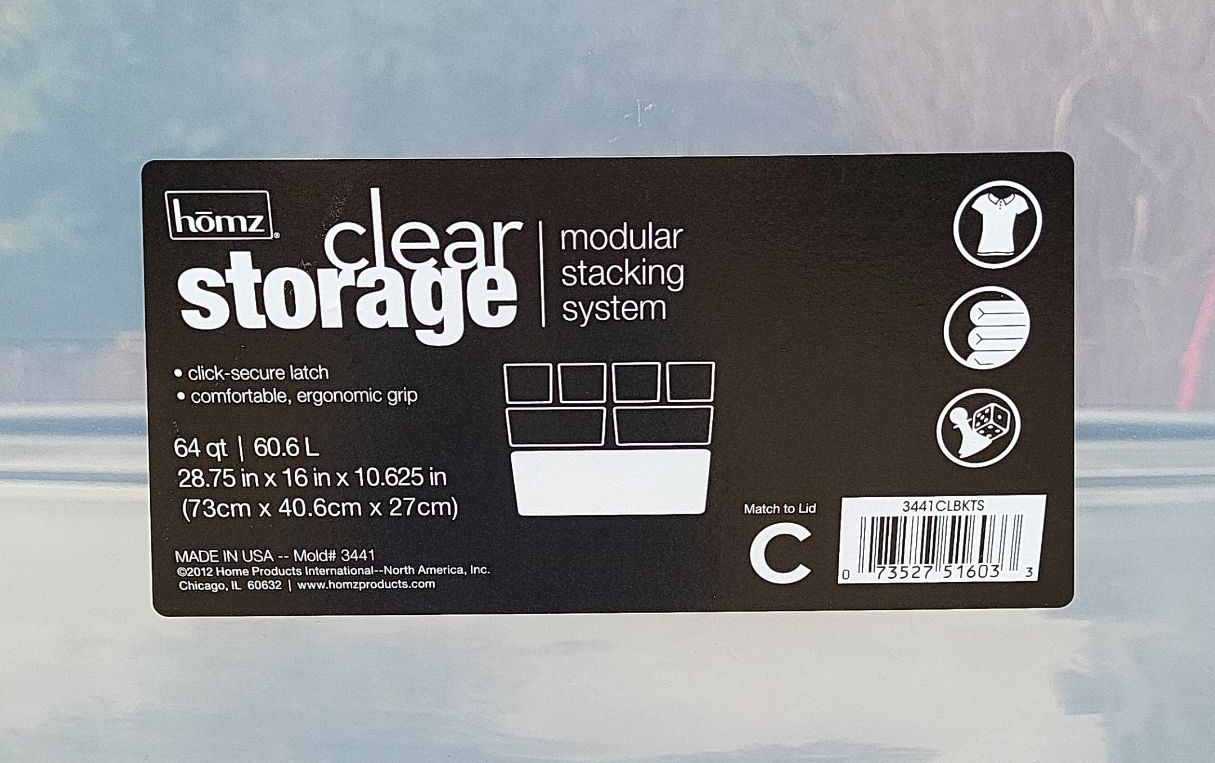 hōmz®
clear
storage
modular
stacking
system
• click-secure latch
• comfortable, ergonomic grip
64 qt | 60.6 L
28.75 in x 16 in x 10.625 in
(73cm x 40.6cm x 27cm)
MADE IN USA -- Mold# 3441
©2012 Home Products International--North America, Inc.
Chicago, IL 60632 | www.homzproducts.com
Match to Lid
C
3441CLBKTS
0 73527 51603 3